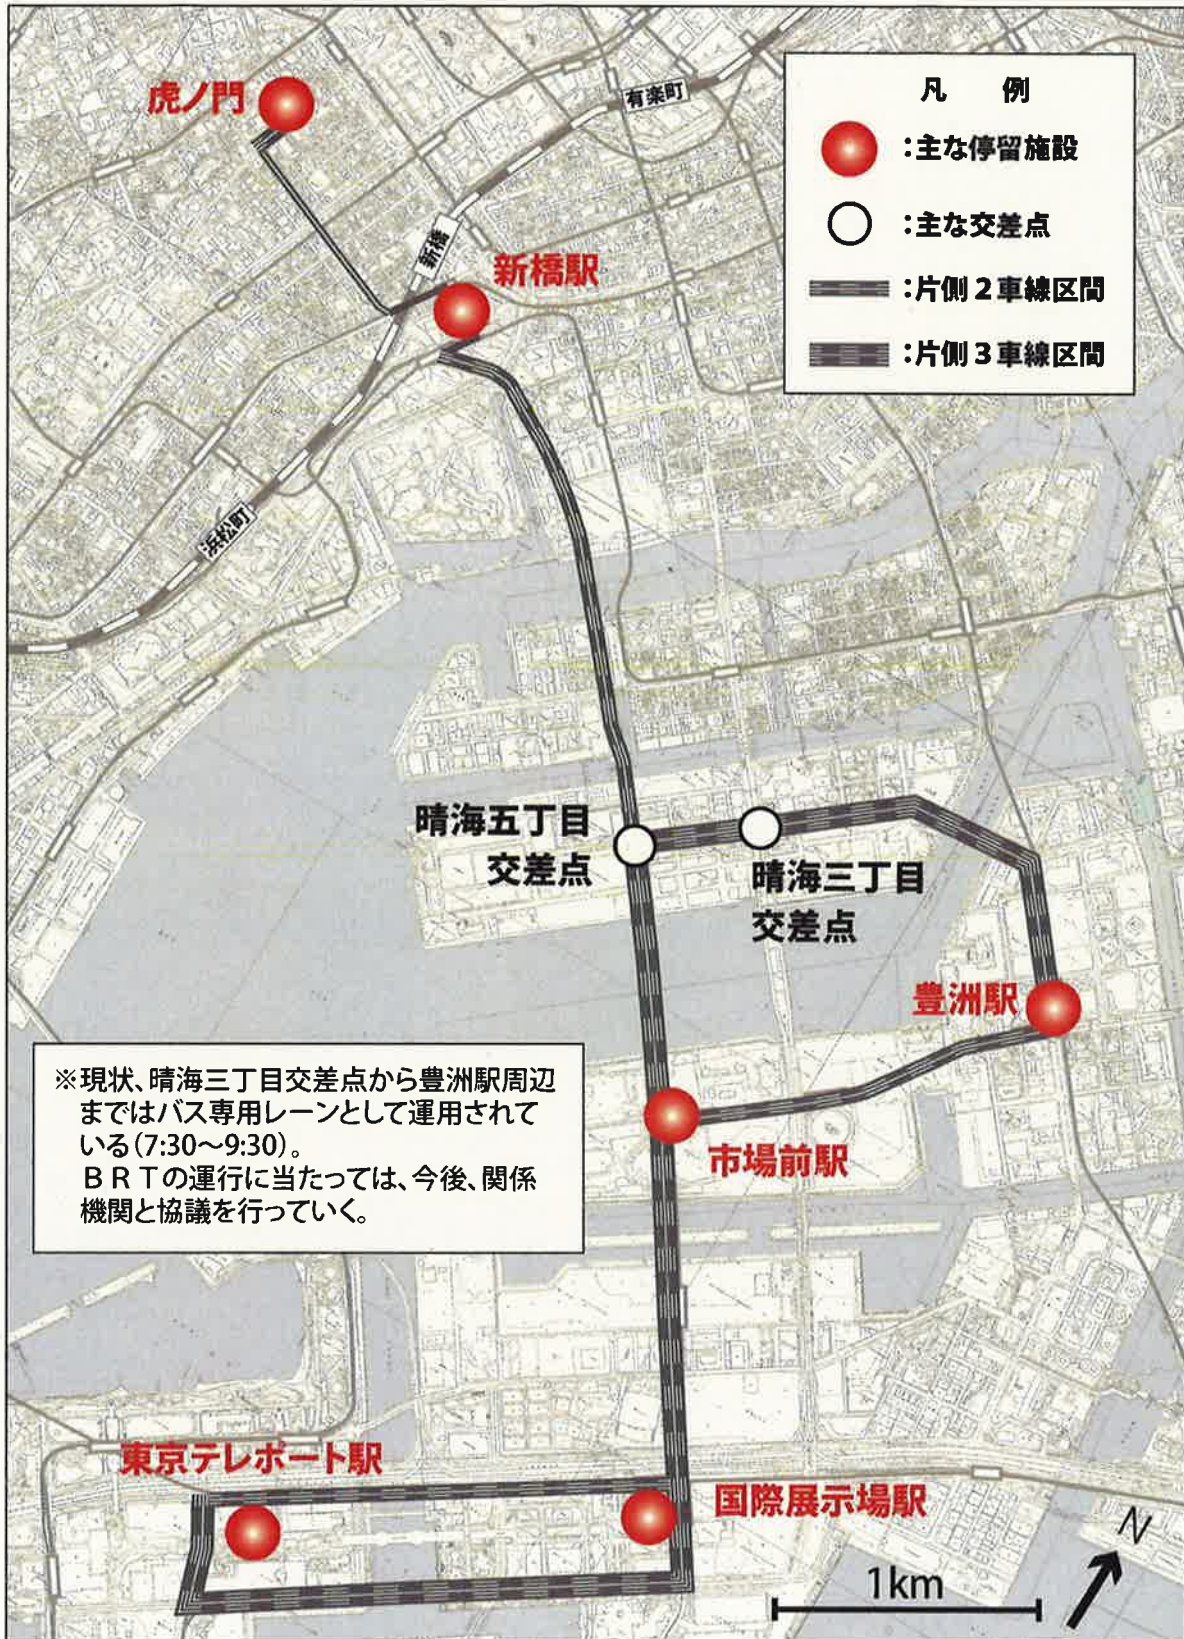 虎ノ門
有楽町
新橋
新橋駅
浜松町
凡 例
:主な停留施設
:主な交差点
:片側2車線区間
:片側3車線区間
晴海五丁目
交差点
晴海三丁目
交差点
豊洲駅
市場前駅
※現状、晴海三丁目交差点から豊洲駅周辺
まではバス専用レーンとして運用されて
いる(7:30～9:30)。
BRTの運行に当たっては、今後、関係
機関と協議を行っていく。
東京テレポート駅
国際展示場駅
N
1km